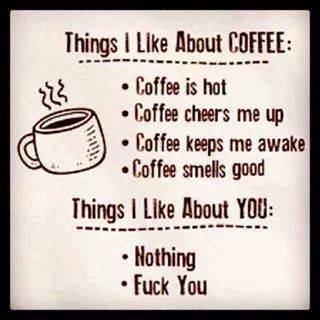 Things I Like About COFFEE:
• Coffee is hot
• Coffee cheers me up
• Coffee keeps me awake
• Coffee smells good
Things I Like About YOU:
• Nothing
• Fuck You